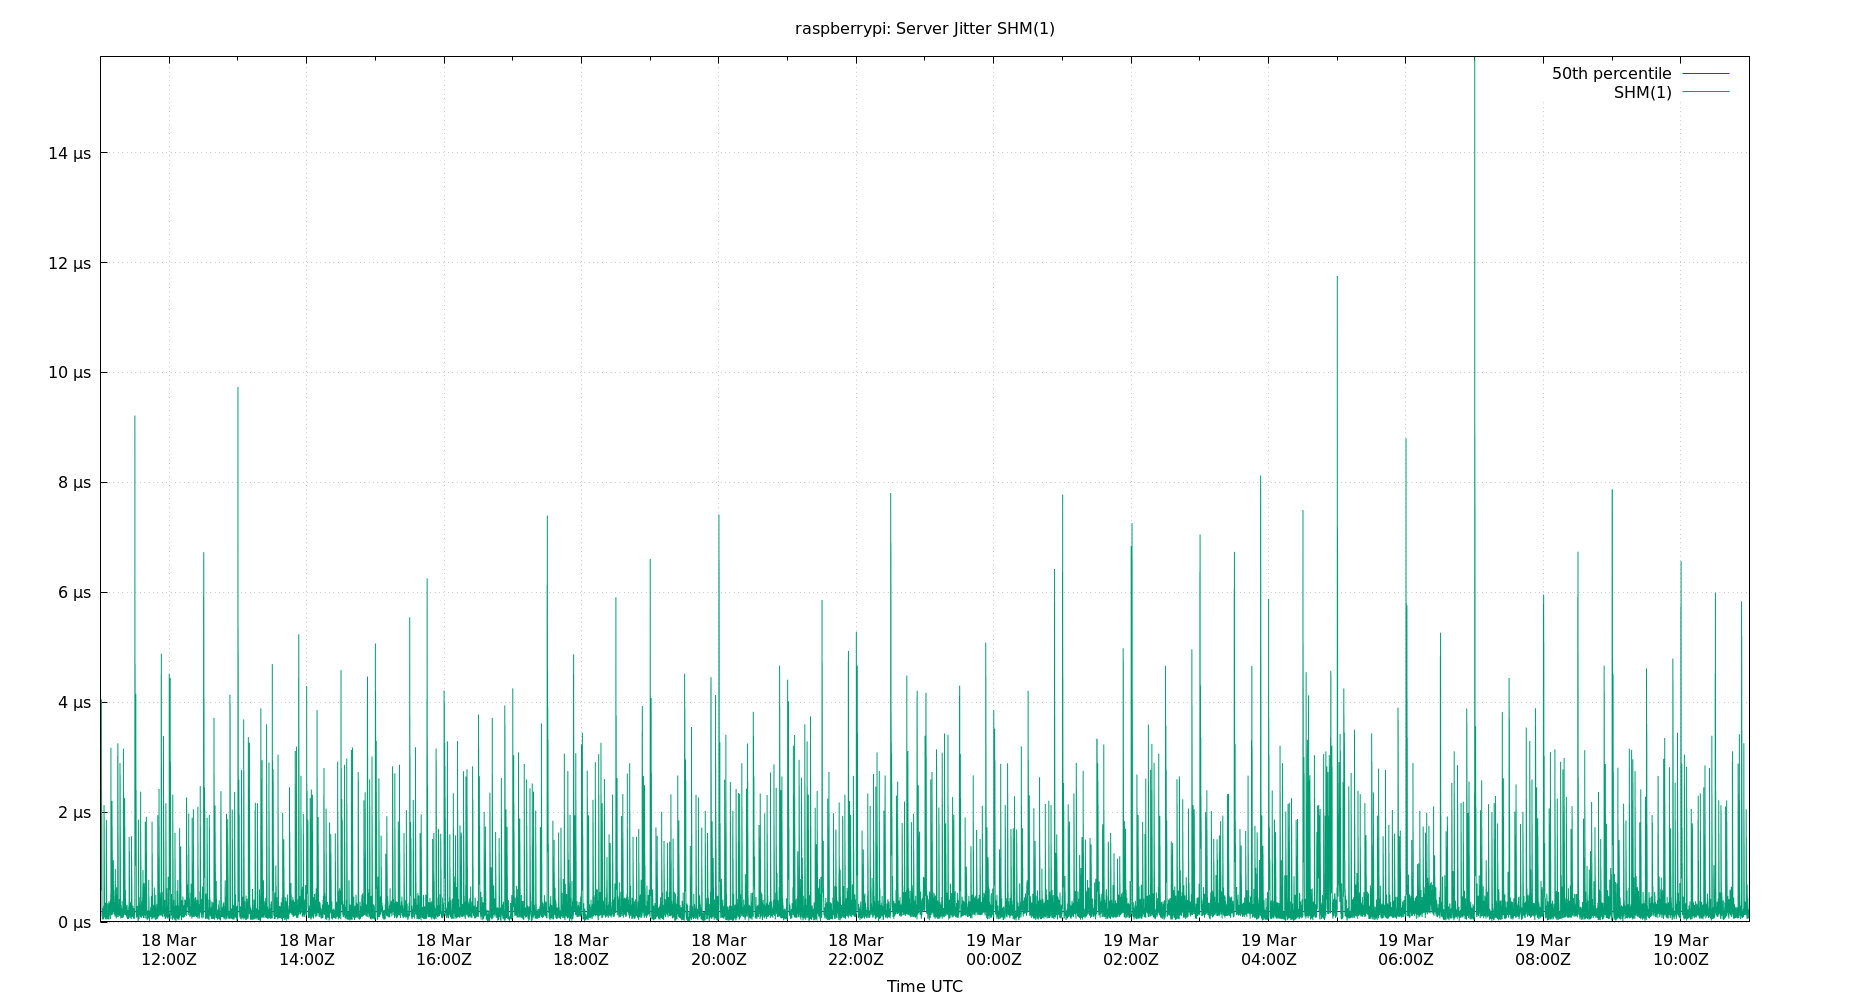 raspberrypi: Server Jitter SHM(1)
50th percentile
SHM(1)
14 µs
12 µs
10 µs
8 µs
6 µs
4 µs
2 µs
0 µs
18 Mar 18 Mar 18 Mar 18 Mar 18 Mar 18 Mar 19 Mar 19 Mar 19 Mar 19 Mar 19 Mar 19 Mar
12:00Z 14:00Z 16:00Z 18:00Z 20:00Z 22:00Z 00:00Z 02:00Z 04:00Z 06:00Z 08:00Z 10:00Z
Time UTC